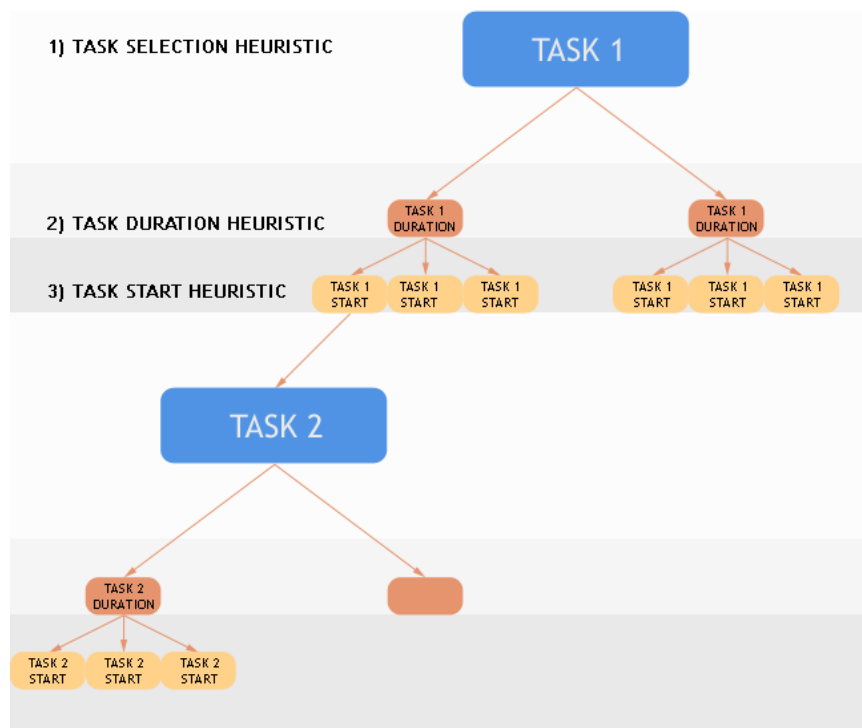 1) TASK SELECTION HEURISTIC
TASK 1
2) TASK DURATION HEURISTIC
TASK 1
DURATION
TASK 1
DURATION
3) TASK START HEURISTIC
TASK 1
START
TASK 1
START
TASK 1
START
TASK 1
START
TASK 1
START
TASK 1
START
TASK 2
TASK 2
DURATION
TASK 2
START
TASK 2
START
TASK 2
START